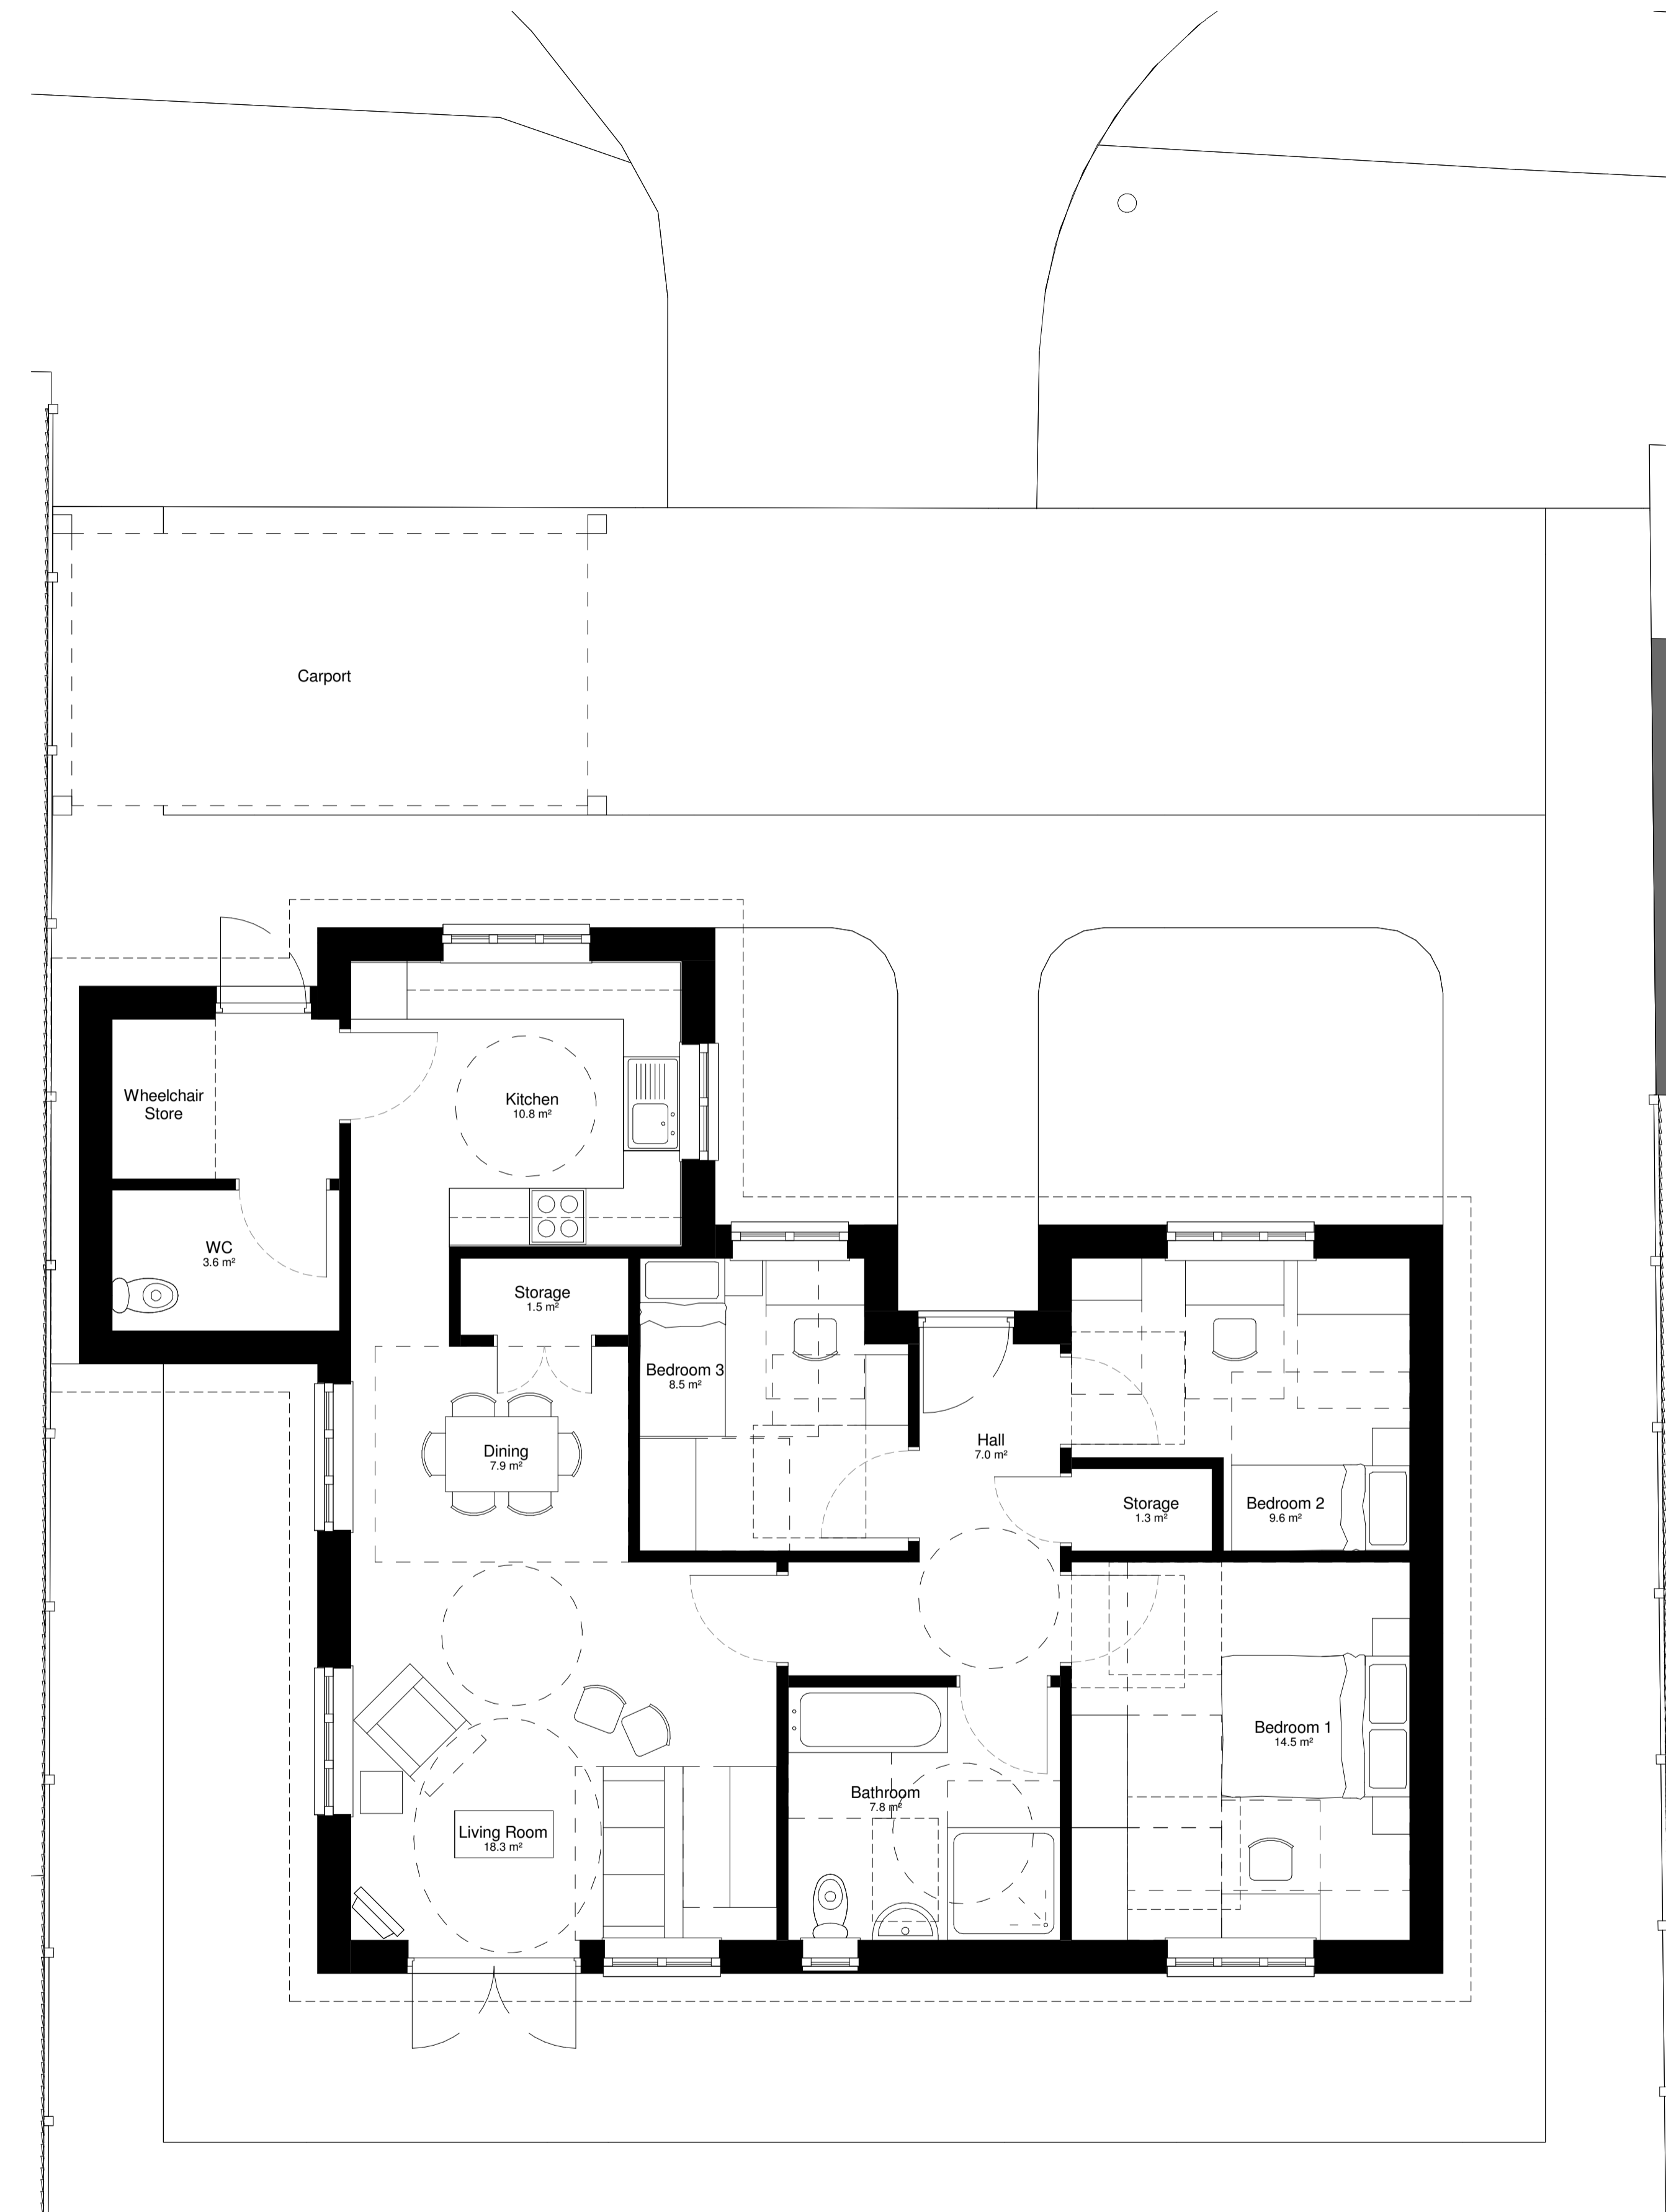 Carport
Wheelchair
Store
Kitchen
10.8 m²
WC
3.6 m²
Storage
1.5 m²
Bedroom 3
8.5 m²
Dining
7.9 m²
Hall
7.0 m²
Storage
1.3 m²
Bedroom 2
9.6 m²
Bedroom 1
14.5 m²
Bathroom
7.8 m²
Living Room
18.3 m²